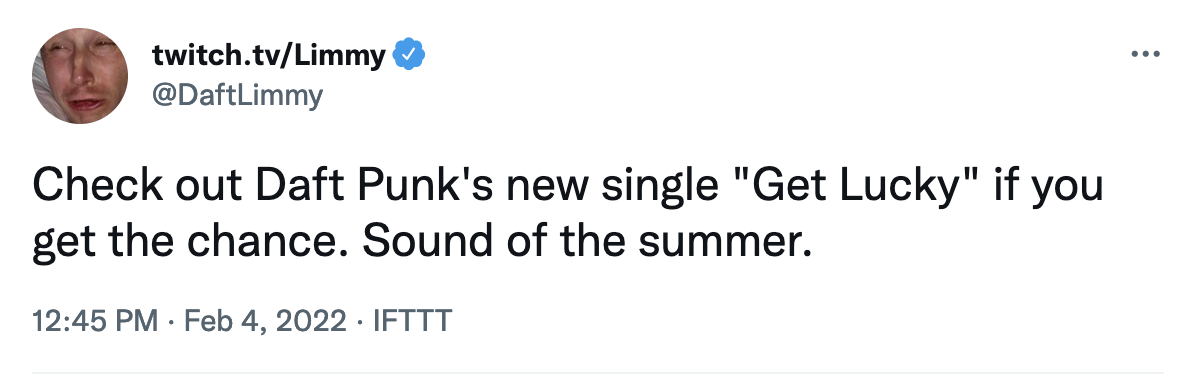 twitch.tv/Limmy
@DaftLimmy
Check out Daft Punk's new single "Get Lucky" if you
get the chance. Sound of the summer.
12:45 PM · Feb 4, 2022 · IFTTT